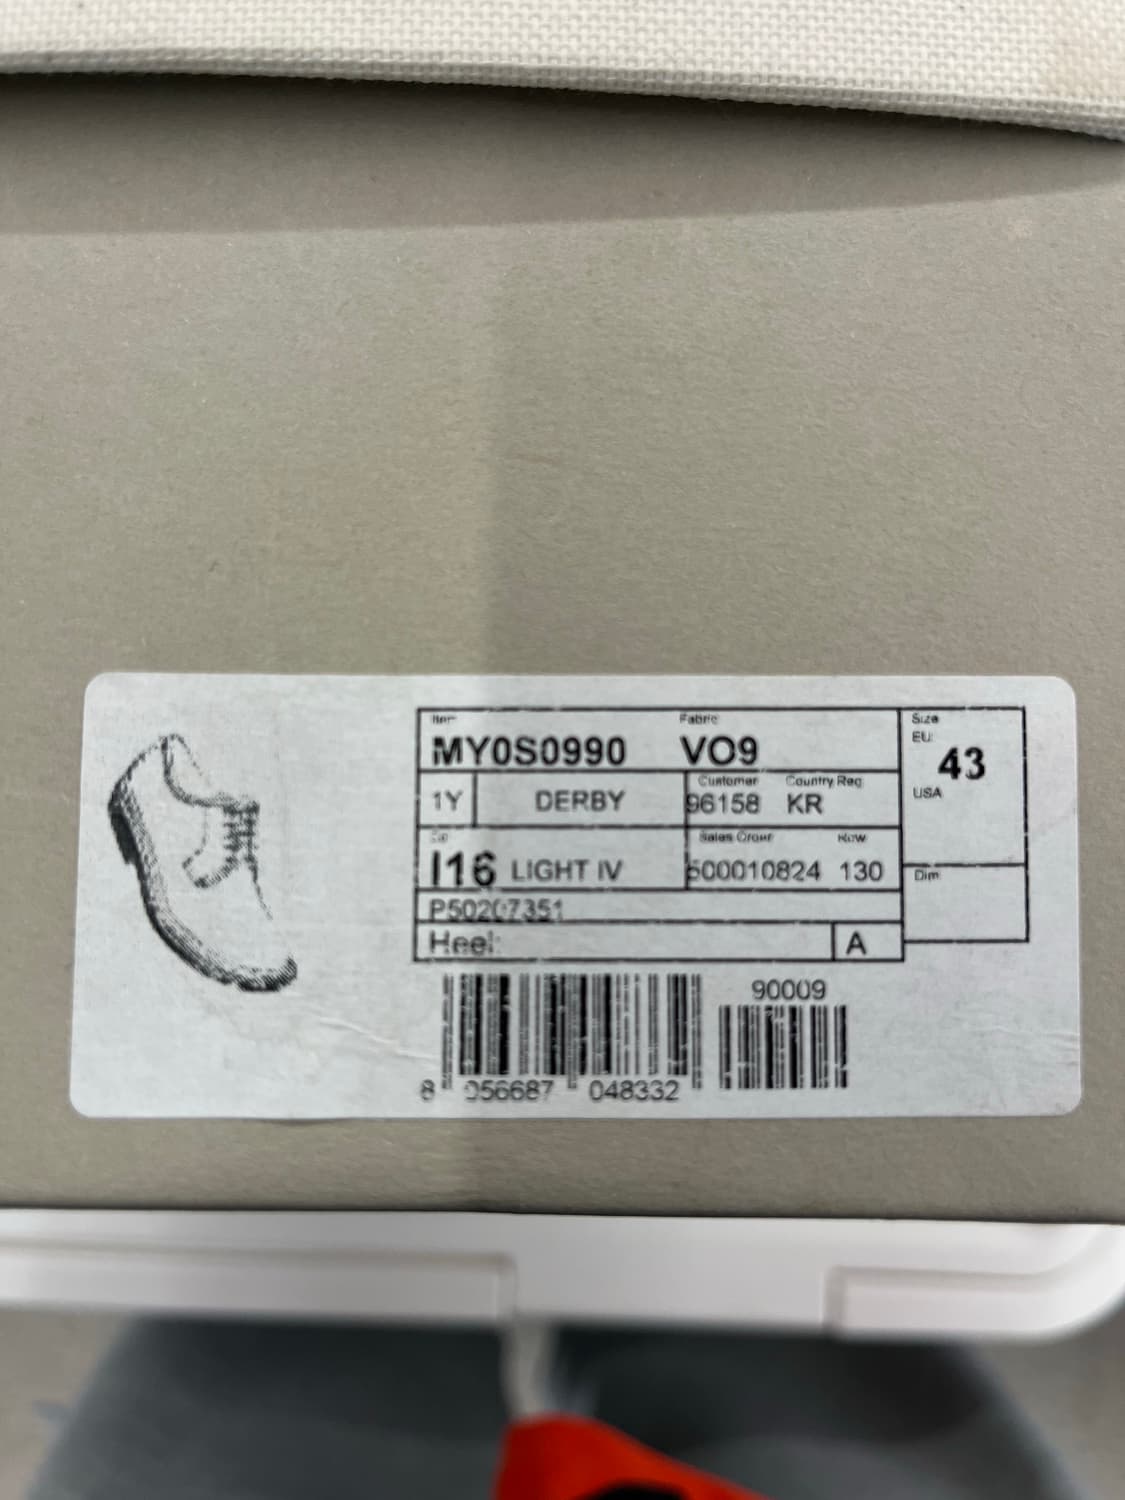 Item Fabric Size
EU:
MY0S0990 VO9 43
Customer Country Reg USA
1Y DERBY 96158 KR
Sales Order Row
I16 LIGHT IV 500010824 130 Dim
P50207351
Heel: A
90009
8 056687 048332